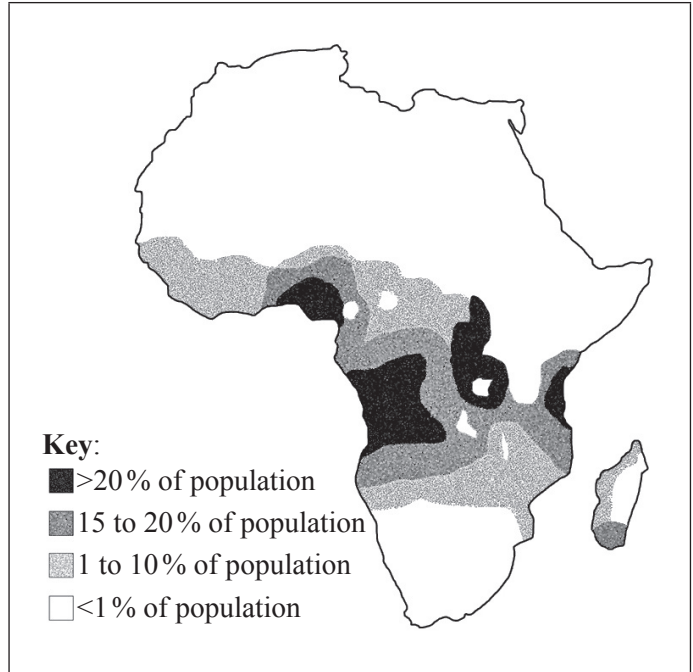 Key:
>20 % of population
15 to 20 % of population
1 to 10 % of population
<1 % of population